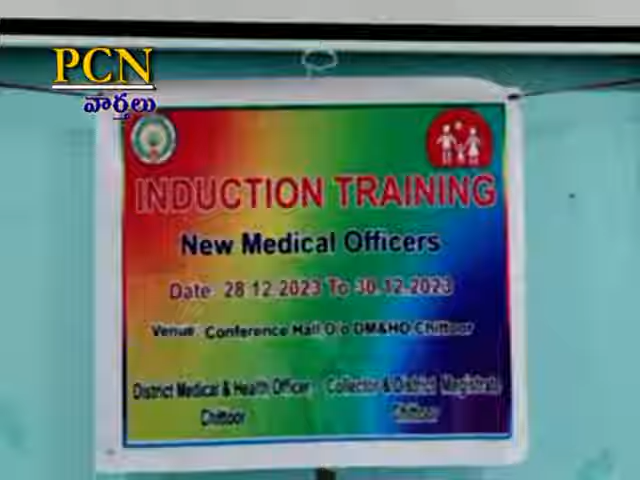 PCN
వార్తలు
INDUCTION TRAINING
New Medical Officers
Date: 28.12.2023 To 30-12-2023
Venue: Conference Hall O/o DM&HO Chittoor
District Medical & Health Officer Collector & District Magistrate
Chittoor Chittoor